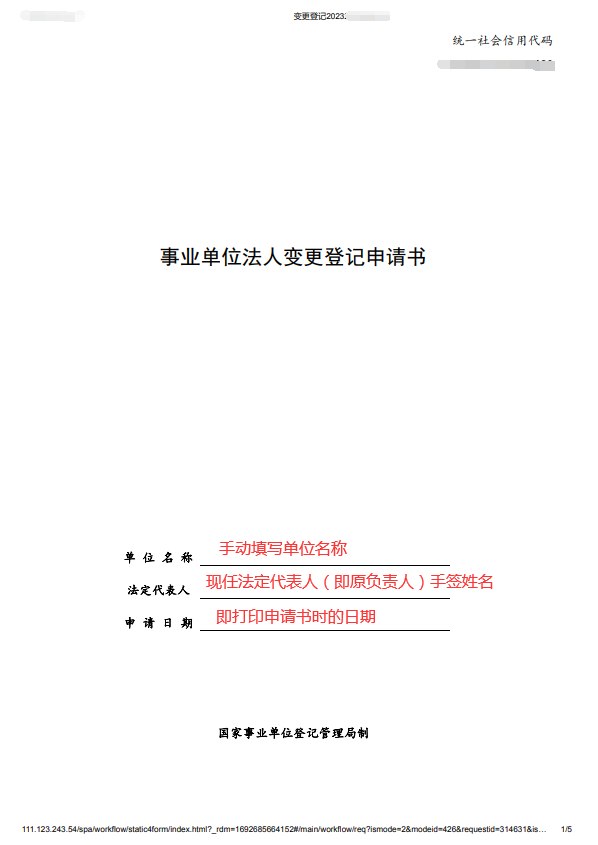 变更登记2023
统一社会信用代码
事业单位法人变更登记申请书
单位名称 手动填写单位名称
法定代表人 现任法定代表人（即原负责人）手签姓名
申请日期 即打印申请书时的日期
国家事业单位登记管理局制
111.123.243.54/spa/workflow/static4form/index.html?_rdm=1692685664152#/main/workflow/req?ismode=2&modeid=426&requestid=314631&is... 1/5